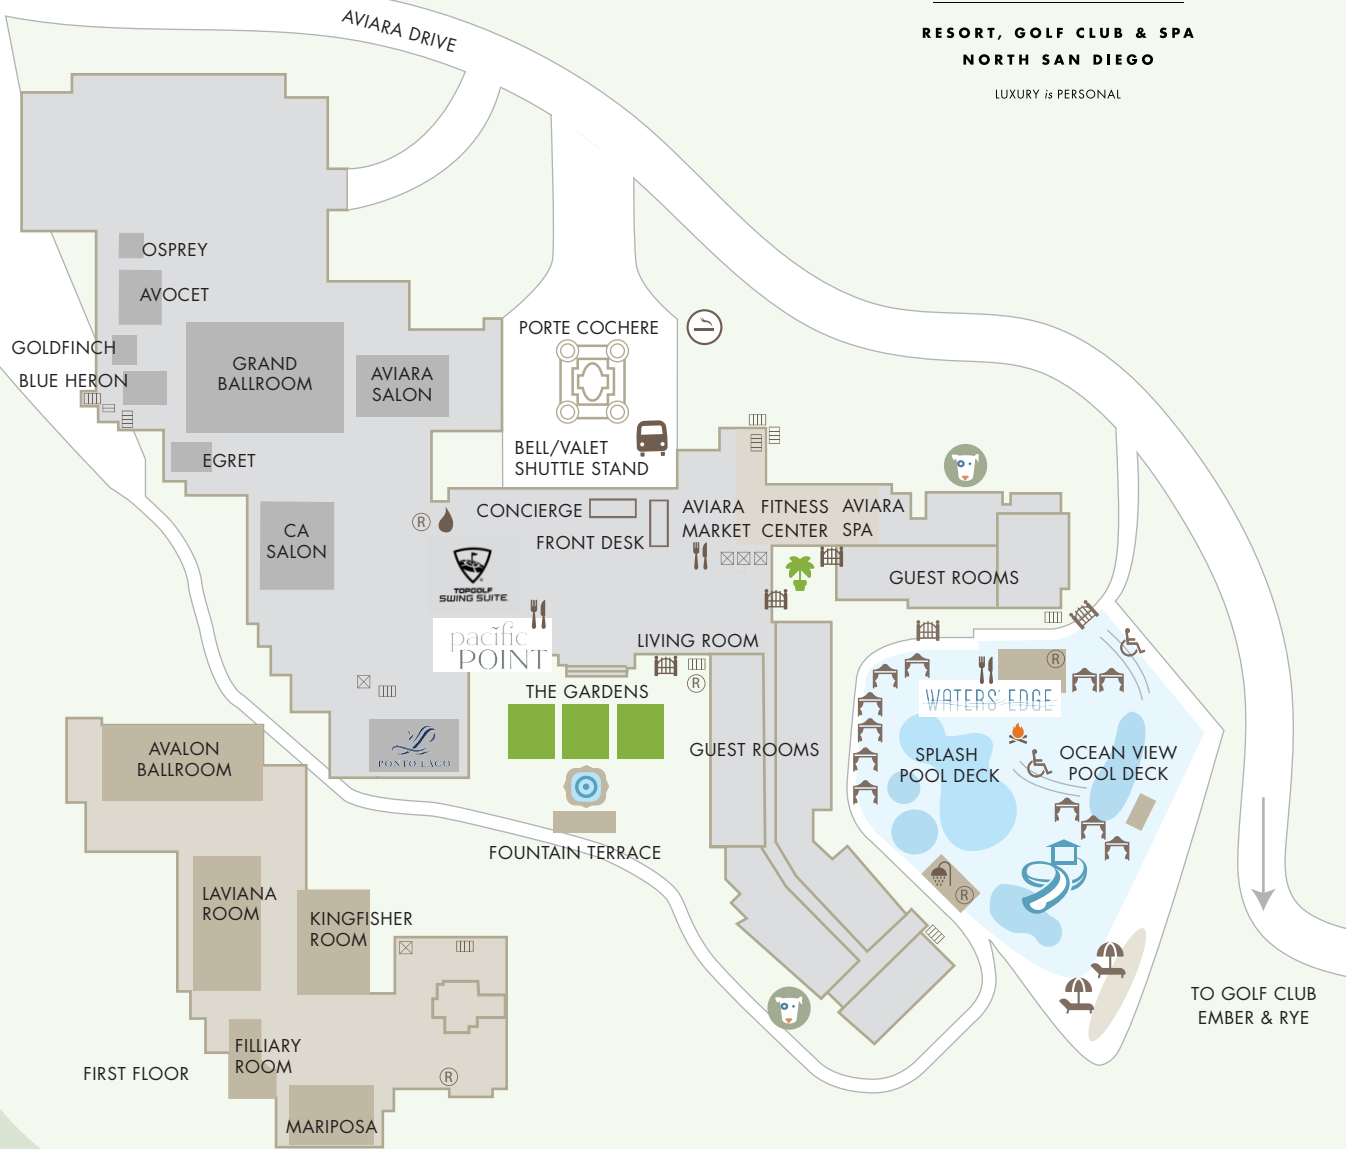 RESORT, GOLF CLUB & SPA
NORTH SAN DIEGO
LUXURY is PERSONAL
AVIARA DRIVE
OSPREY
AVOCET
GOLDFINCH
BLUE HERON
GRAND
BALLROOM
AVIARA
SALON
EGRET
CA
SALON
PORTE COCHERE
BELL/VALET
SHUTTLE STAND
CONCIERGE
FRONT DESK
AVIARA
MARKET
FITNESS
CENTER
AVIARA
SPA
R
TOPGOLF
SWING SUITE
pacific
POINT
GUEST ROOMS
LIVING ROOM
R
THE GARDENS
GUEST ROOMS
PONTO LAGO
FOUNTAIN TERRACE
R
WATERS' EDGE
SPLASH
POOL DECK
OCEAN VIEW
POOL DECK
R
AVALON
BALLROOM
LAVIANA
ROOM
KINGFISHER
ROOM
FILLIARY
ROOM
FIRST FLOOR
R
MARIPOSA
TO GOLF CLUB
EMBER & RYE